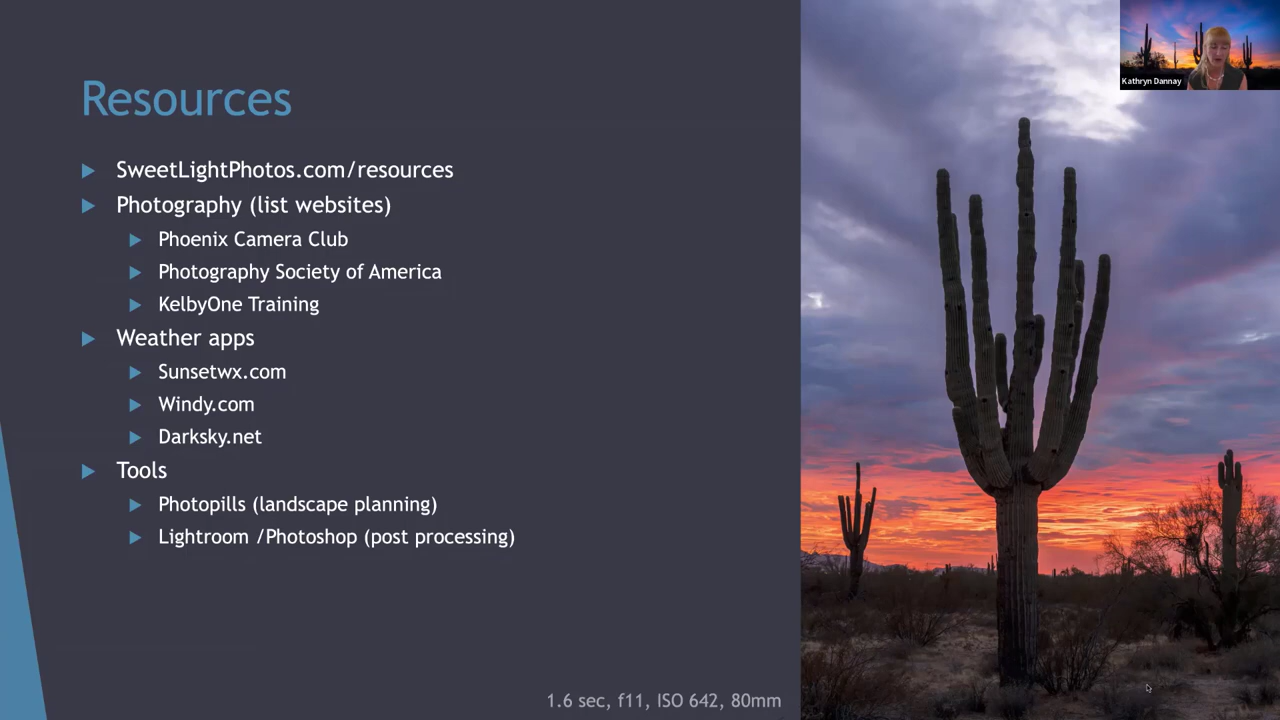 Resources
SweetLightPhotos.com/resources
Photography (list websites)
Phoenix Camera Club
Photography Society of America
KelbyOne Training
Weather apps
Sunsetwx.com
Windy.com
Darksky.net
Tools
Photopills (landscape planning)
Lightroom /Photoshop (post processing)
1.6 sec, f11, ISO 642, 80mm
Kathryn Dannay